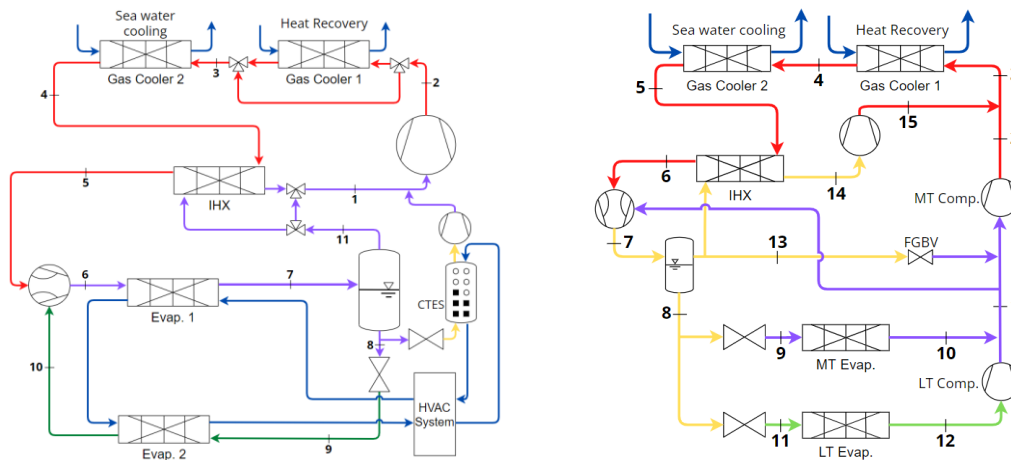 Sea water
cooling
Heat Recovery
3
2
Gas Cooler 2
Gas Cooler 1
4
5
IHX
1
11
6
7
Evap. 1
CTES
8
10
HVAC
System
9
Evap. 2
Sea water cooling
Heat Recovery
4
5
Gas Cooler 2
Gas Cooler 1
15
6
IHX
14
MT Comp.
7
13
FGBV
8
9
10
MT Evap.
LT Comp.
11
12
LT Evap.